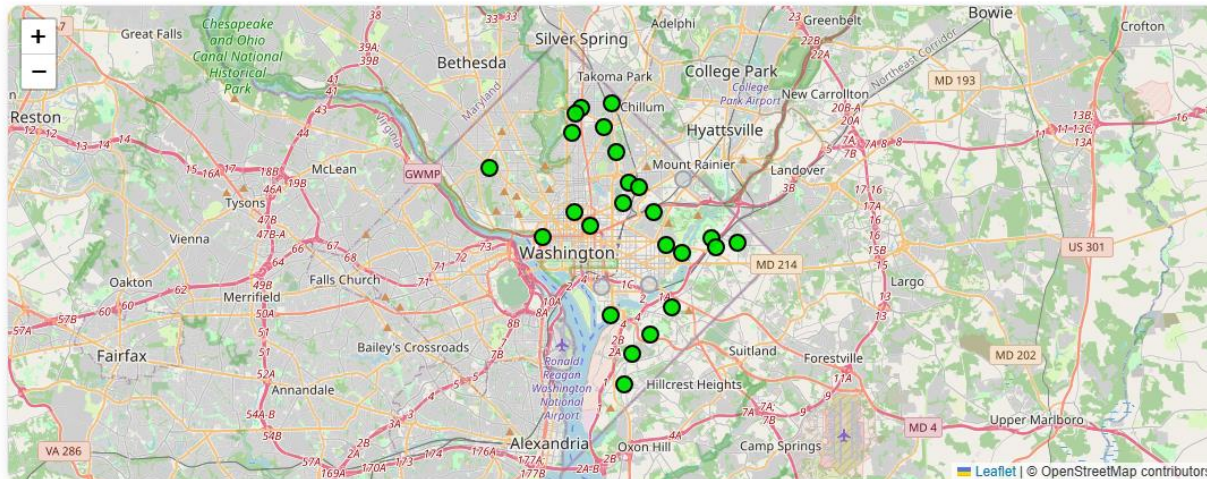 +
−
Great Falls
Chesapeake
and Ohio
Canal National
Historical
Park
Bethesda
Silver Spring
Adelphi
Greenbelt
Bowie
Crofton
Takoma Park
College Park
College
Park Airport
Northeast Corridor
MD 193
Maryland
Virginia
Chillum
New Carrollton
Reston
Hyattsville
McLean
GWMP
Mount Rainier
Landover
Tysons
Vienna
Washington
US 301
MD 214
Oakton
Falls Church
Largo
Merrifield
Bailey's Crossroads
Suitland
Forestville
MD 202
Fairfax
Ronald
Reagan
Washington
National
Airport
Annandale
Hillcrest Heights
Upper Marlboro
MD 4
Alexandria
Oxon Hill
Camp Springs
VA 286
Leaflet | © OpenStreetMap contributors